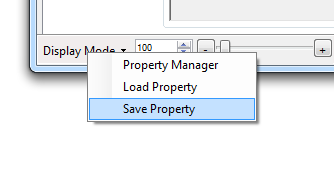 Display Mode 100 - +
Property Manager
Load Property
Save Property